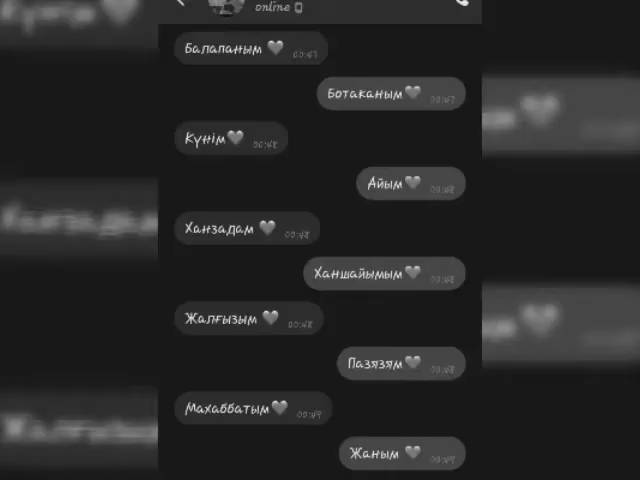 online
Балапаным 🩶 00:47
Ботаканым🩶 00:47
Күнім🩶 00:48
Айым🩶 00:48
Ханзадам 🩶 00:48
Ханшайымым🩶 00:48
Жалғызым 🩶 00:48
Пазязям🩶 00:48
Махаббатым🩶 00:49
Жаным 🩶 00:49